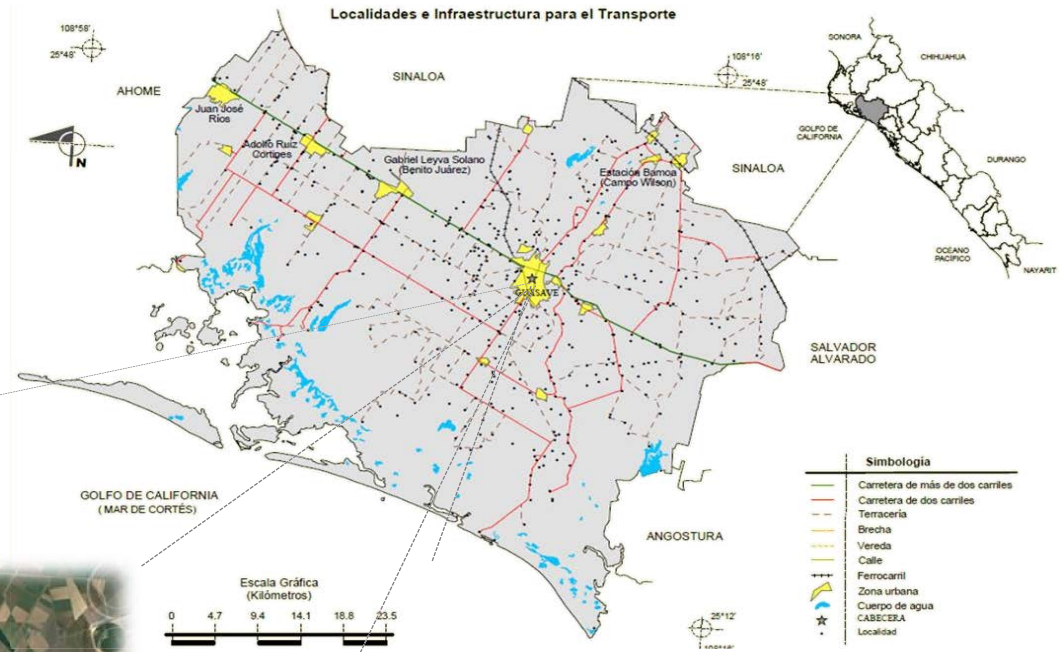 Localidades e Infraestructura para el Transporte
108°58'
25°48'
108°16'
25°48'
SONORA
CHIHUAHUA
GOLFO DE
CALIFORNIA
DURANGO
OCEANO
PACÍFICO
NAYARIT
AHOME
SINALOA
SINALOA
N
Juan José
Ríos
Adolfo Ruiz
Cortines
Gabriel Leyva Solano
(Benito Juárez)
Estación Bamoa
(Campo Wilson)
GUASAVE
SALVADOR
ALVARADO
GOLFO DE CALIFORNIA
( MAR DE CORTÉS)
ANGOSTURA
Escala Gráfica
(Kilómetros)
0 4.7 9.4 14.1 18.8 23.5
25°12'
Simbología
Carretera de más de dos carriles
Carretera de dos carriles
Terracería
Brecha
Vereda
Calle
Ferrocarril
Zona urbana
Cuerpo de agua
CABECERA
Localidad